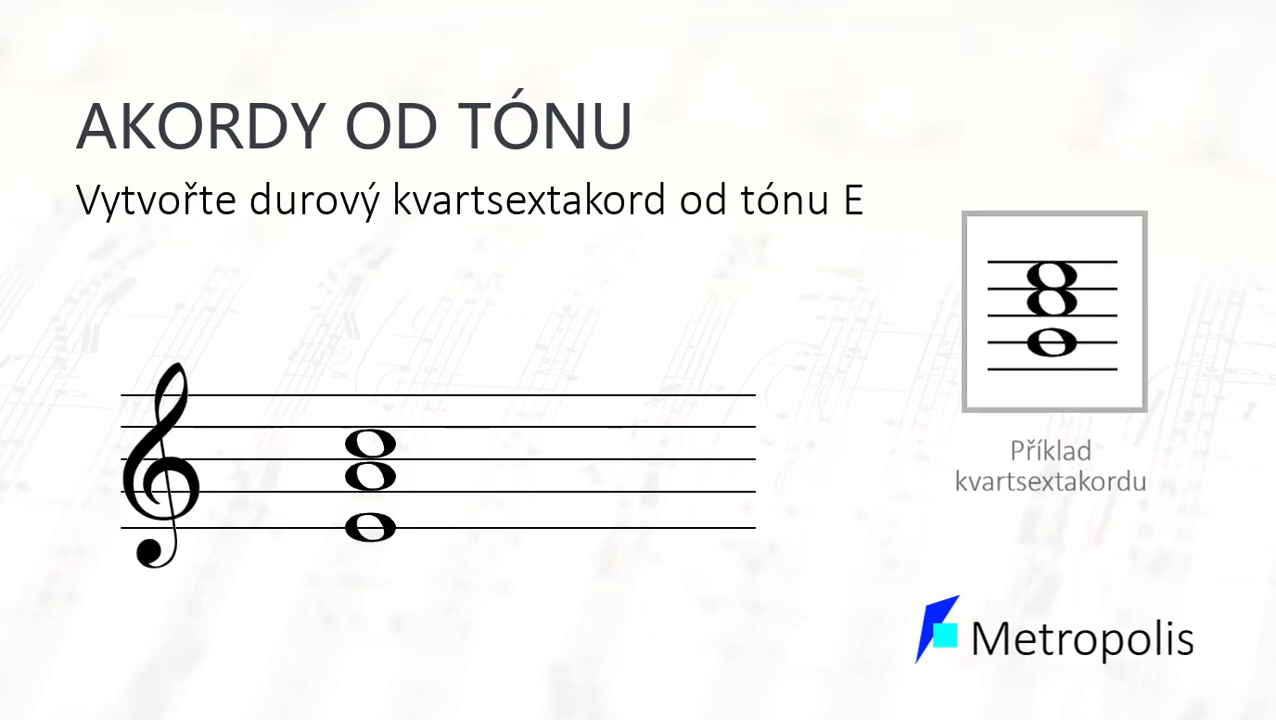 AKORDY OD TÓNU
Vytvořte durový kvartsextakord od tónu E
Příklad
kvartsextakordu
Metropolis